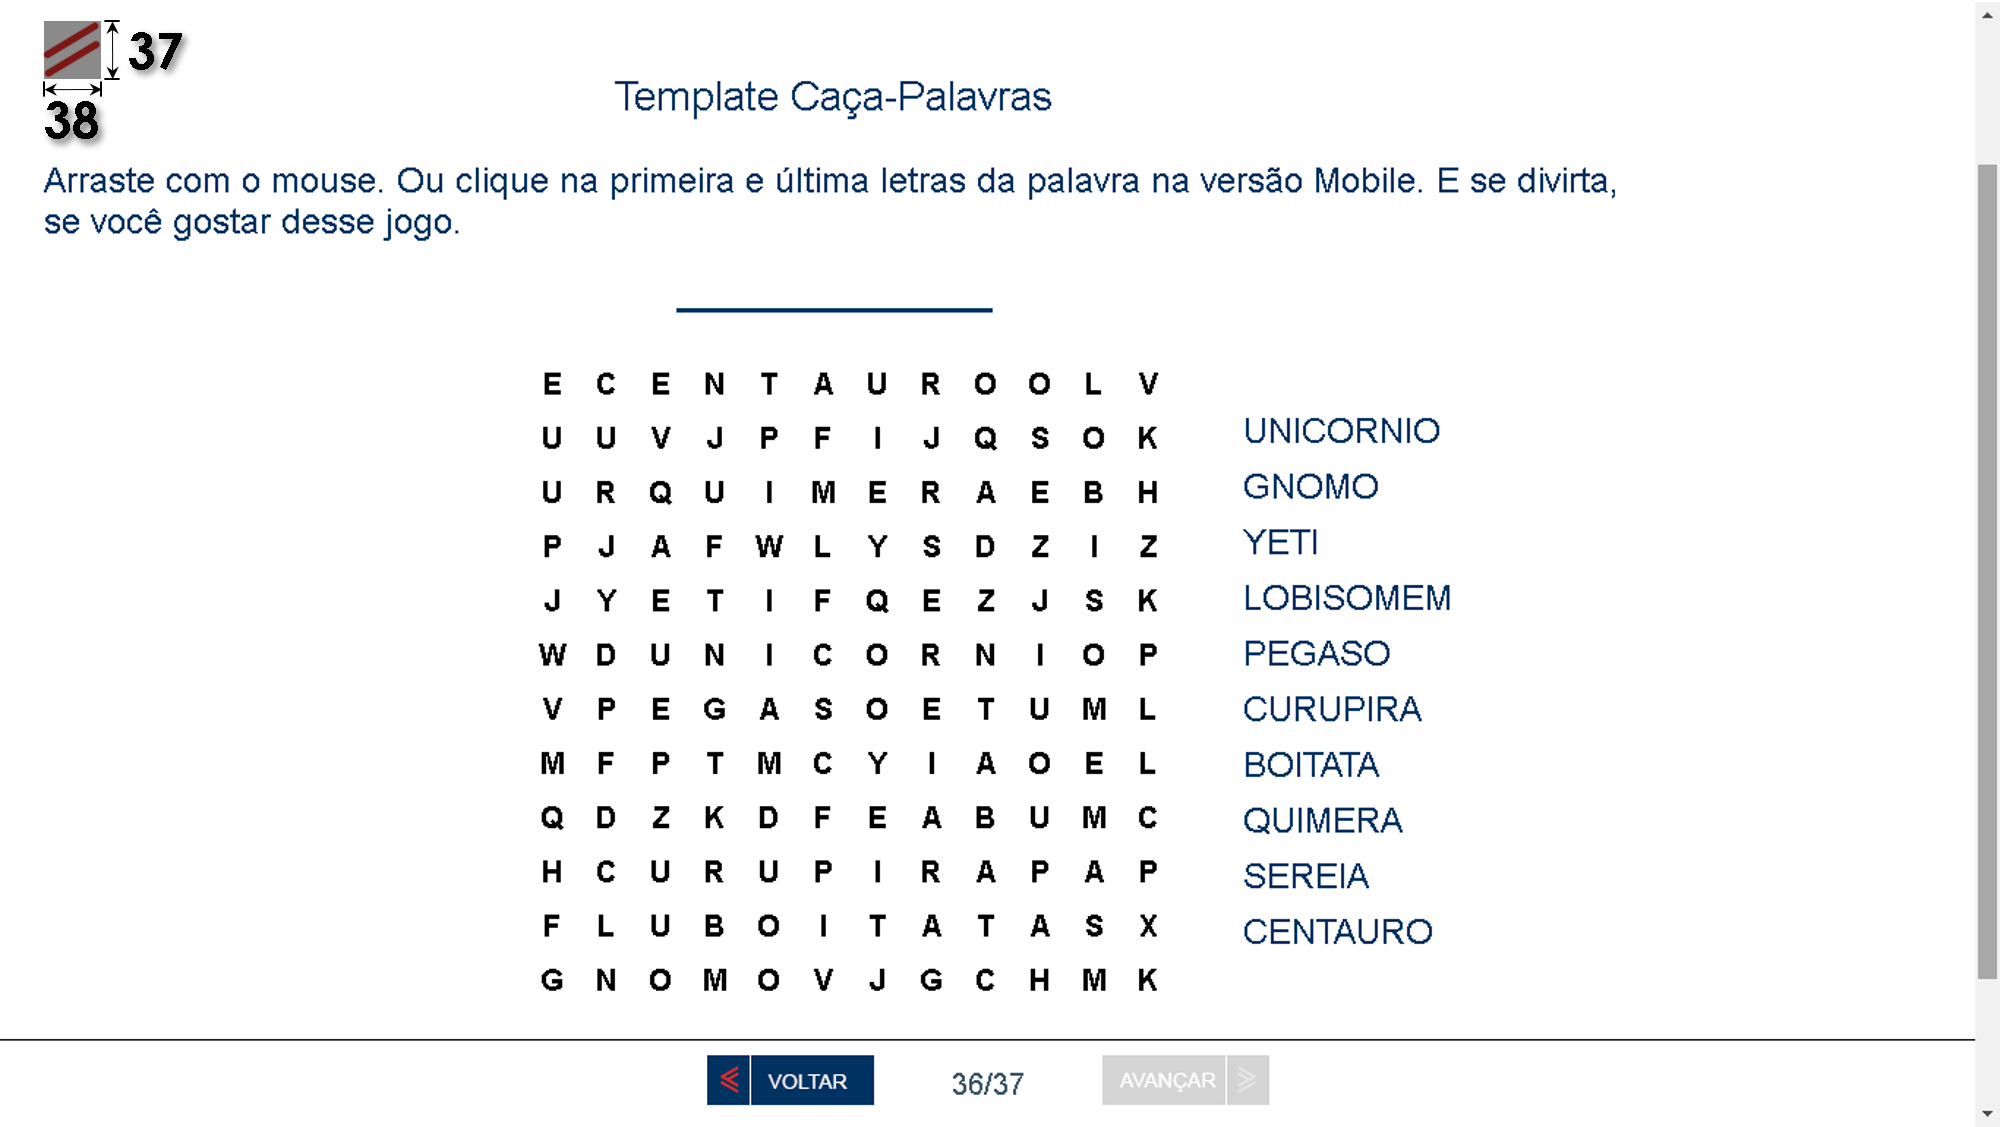 37
38
Template Caça-Palavras
Arraste com o mouse. Ou clique na primeira e última letras da palavra na versão Mobile. E se divirta,
se você gostar desse jogo.
E C E N T A U R O O L V
U U V J P F I J Q S O K
U R Q U I M E R A E B H
P J A F W L Y S D Z I Z
J Y E T I F Q E Z J S K
W D U N I C O R N I O P
V P E G A S O E T U M L
M F P T M C Y I A O E L
Q D Z K D F E A B U M C
H C U R U P I R A P A P
F L U B O I T A T A S X
G N O M O V J G C H M K
UNICORNIO
GNOMO
YETI
LOBISOMEM
PEGASO
CURUPIRA
BOITATA
QUIMERA
SEREIA
CENTAURO
VOLTAR
36/37
AVANÇAR